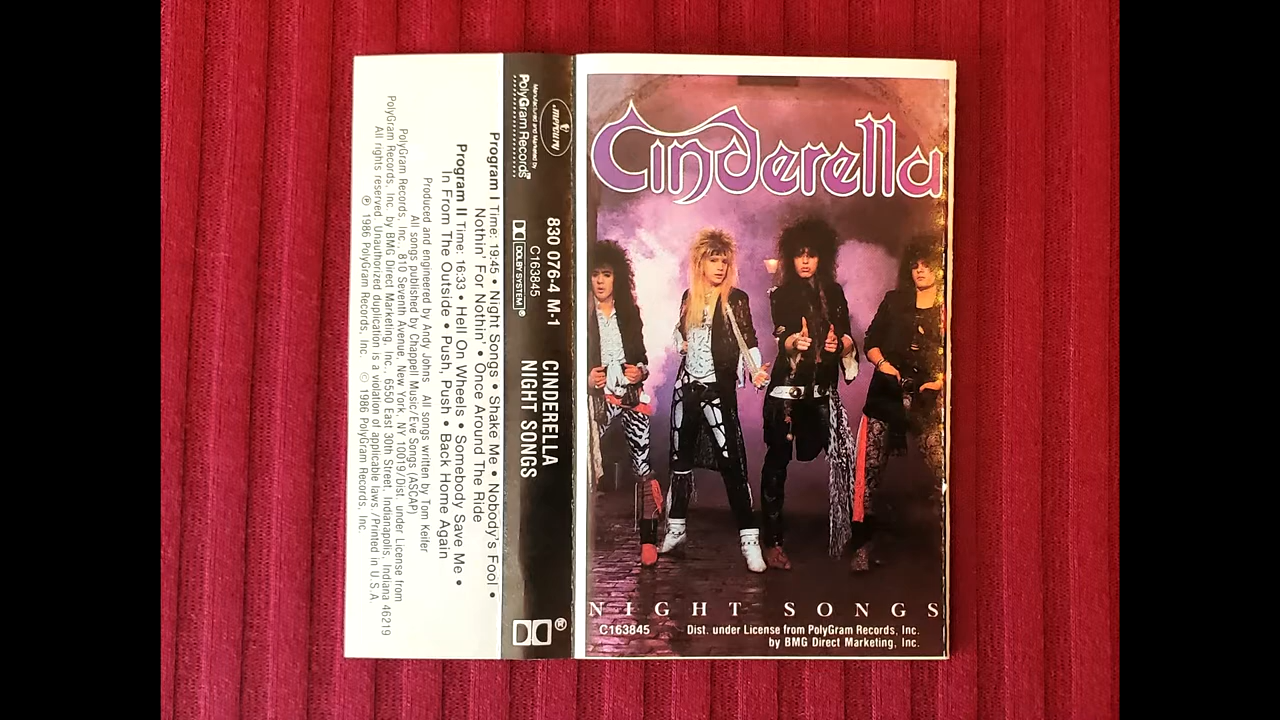 Cinderella
NIGHT SONGS
C163845
Dist. under License from PolyGram Records, Inc.
by BMG Direct Marketing, Inc.
mercury
Manufactured and Marketed by
PolyGram Records
830 076-4 M-1
C163845
DOLBY SYSTEM®
CINDERELLA
NIGHT SONGS
®
Program I Time: 19:45 • Night Songs • Shake Me • Nobody's Fool •
Nothin' For Nothin' • Once Around The Ride
Program II Time: 16:33 • Hell On Wheels • Somebody Save Me •
In From The Outside • Push, Push • Back Home Again
Produced and engineered by Andy Johns All songs written by Tom Keifer
All songs published by Chappell Music/Eve Songs (ASCAP)
PolyGram Records, Inc., 810 Seventh Avenue, New York, NY 10019/Dist. under License from
PolyGram Records, Inc. by BMG Direct Marketing, Inc., 6550 East 30th Street, Indianapolis, Indiana 46219
All rights reserved. Unauthorized duplication is a violation of applicable laws./Printed in U.S.A.
℗ 1986 PolyGram Records, Inc. © 1986 PolyGram Records, Inc.